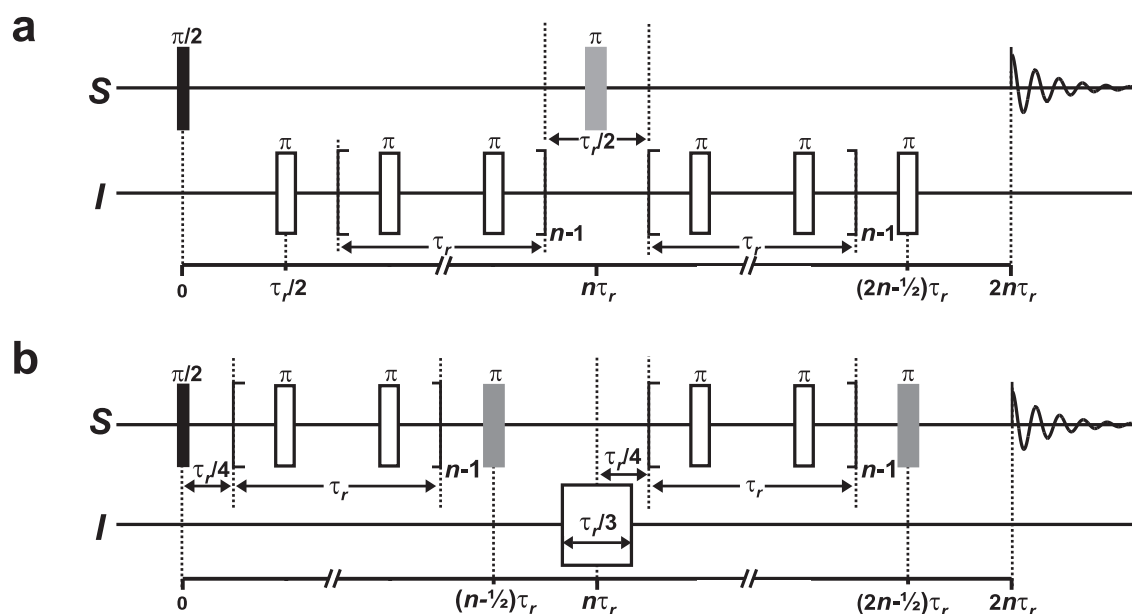 a
π/2 π
S
τr/2
π π π π π π
I
τr n-1 τr n-1
0 τr/2 nτr (2n-½)τr 2nτr
b
π/2 π π π π π π
S
τr/4 τr/4
τr n-1 τr n-1
I
τr/3
0 (n-½)τr nτr (2n-½)τr 2nτr